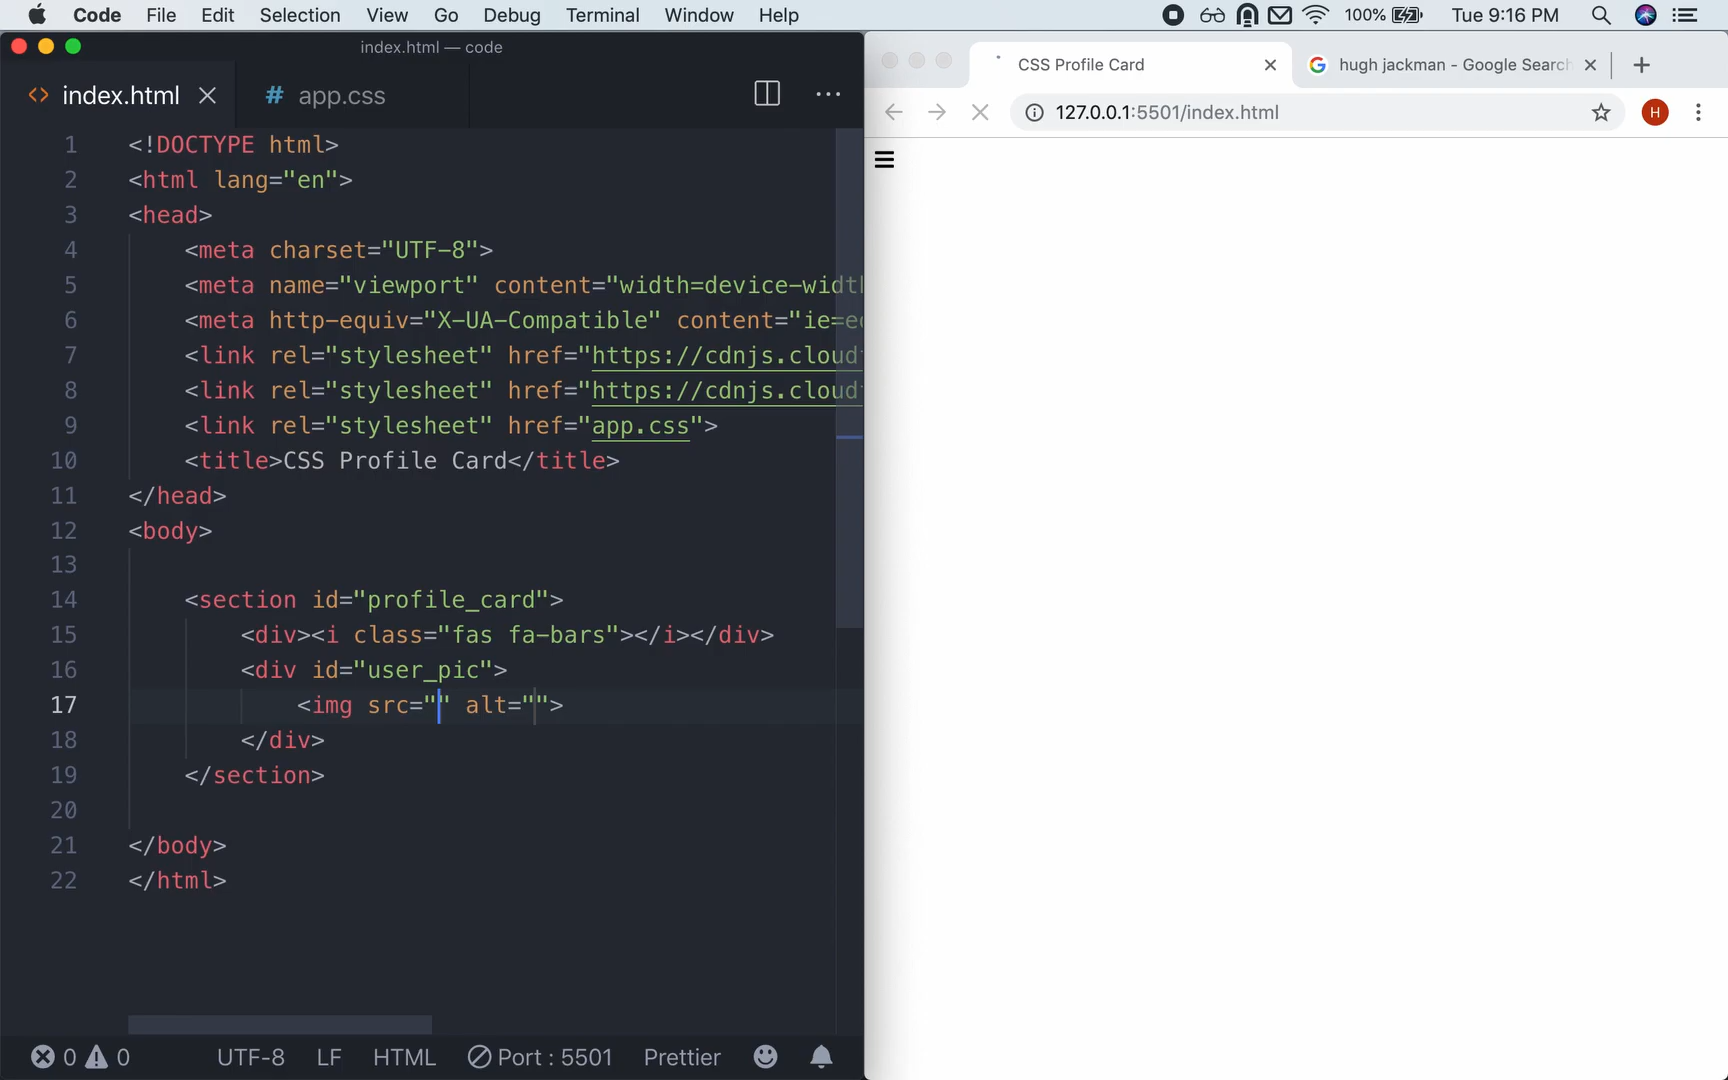 Code File Edit Selection View Go Debug Terminal Window Help 100% Tue 9:16 PM
index.html — code
index.html app.css
CSS Profile Card hugh jackman - Google Search
127.0.0.1:5501/index.html H
1 <!DOCTYPE html>
2 <html lang="en">
3 <head>
4 <meta charset="UTF-8">
5 <meta name="viewport" content="width=device-widt
6 <meta http-equiv="X-UA-Compatible" content="ie=e
7 <link rel="stylesheet" href="https://cdnjs.cloud
8 <link rel="stylesheet" href="https://cdnjs.cloud
9 <link rel="stylesheet" href="app.css">
10 <title>CSS Profile Card</title>
11 </head>
12 <body>
13
14 <section id="profile_card">
15 <div><i class="fas fa-bars"></i></div>
16 <div id="user_pic">
17 <img src="" alt="">
18 </div>
19 </section>
20
21 </body>
22 </html>
0 0 UTF-8 LF HTML Port : 5501 Prettier